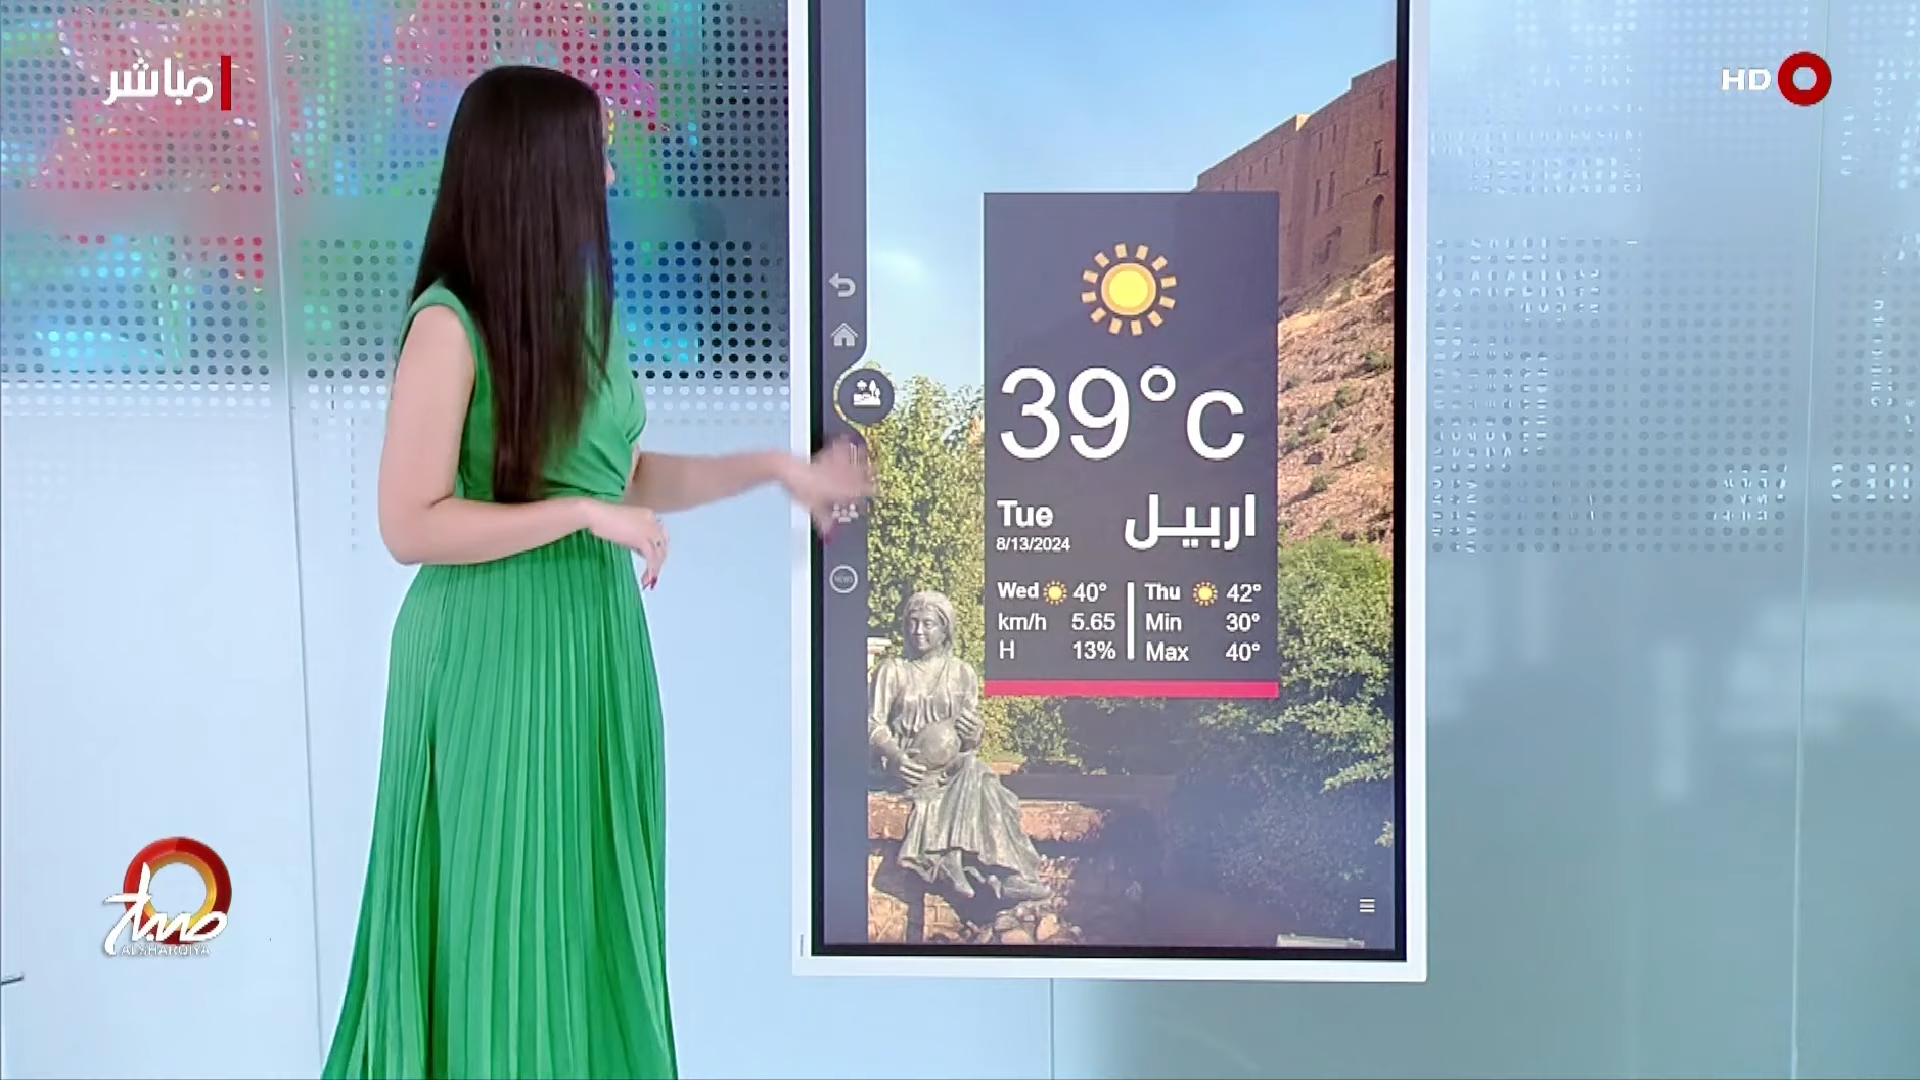 مباشر
HD
39°c
Tue
اربيل
8/13/2024
Wed 40°
Thu 42°
km/h 5.65
Min 30°
H 13%
Max 40°
NEWS
ALSHARQIYA